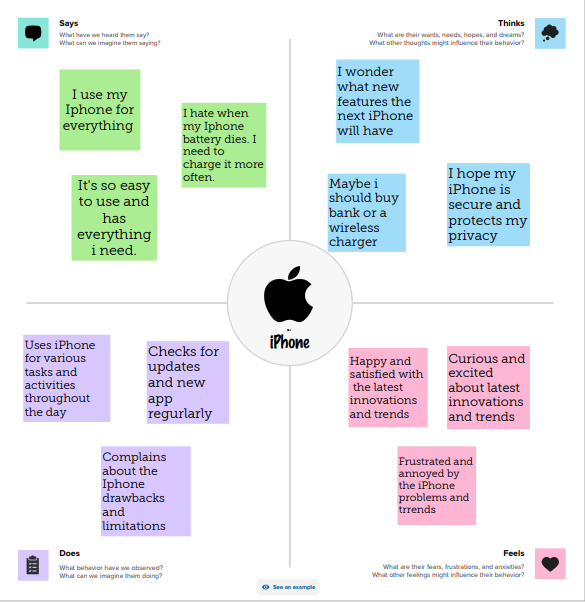 Says
What have we heard them say?
What can we imagine them saying?
Thinks
What are their wants, needs, hopes, and dreams?
What other thoughts might influence their behavior?
I use my
Iphone for
everything
I hate when
my Iphone
battery dies. I
need to
charge it more
often.
It's so easy
to use and
has
everything
i need.
I wonder
what new
features the
next iPhone
will have
Maybe i
should buy
bank or a
wireless
charger
I hope my
iPhone is
secure and
protects my
privacy
iPhone
Uses iPhone
for various
tasks and
activities
throughout
the day
Checks for
updates
and new
app
regurlarly
Complains
about the
Iphone
drawbacks
and
limitations
Happy and
satisfied with
the latest
innovations
and trends
Curious and
excited
about latest
innovations
and trends
Frustrated and
annoyed by
the iPhone
problems and
trrends
Does
What behavior have we observed?
What can we imagine them doing?
Feels
What are their fears, frustrations, and anxieties?
What other feelings might influence their behavior?
See an example